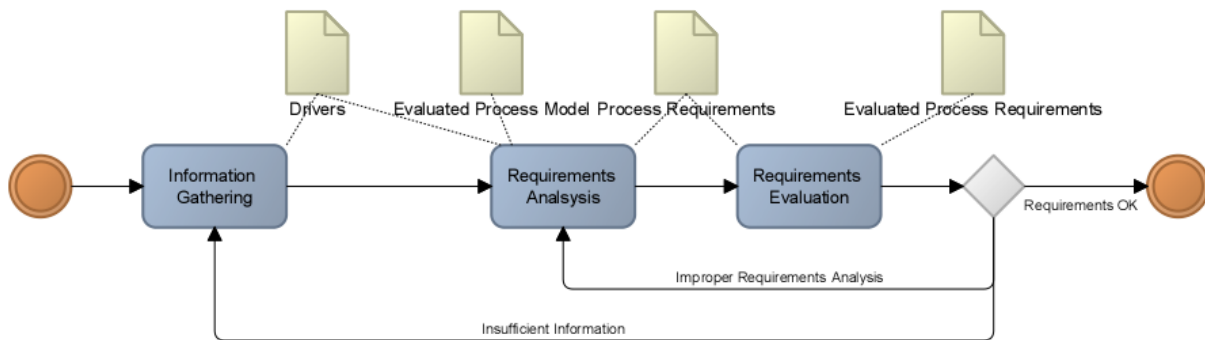 Drivers
Evaluated Process Model
Process Requirements
Evaluated Process Requirements
Information
Gathering
Requirements
Analsysis
Requirements
Evaluation
Requirements OK
Improper Requirements Analysis
Insufficient Information